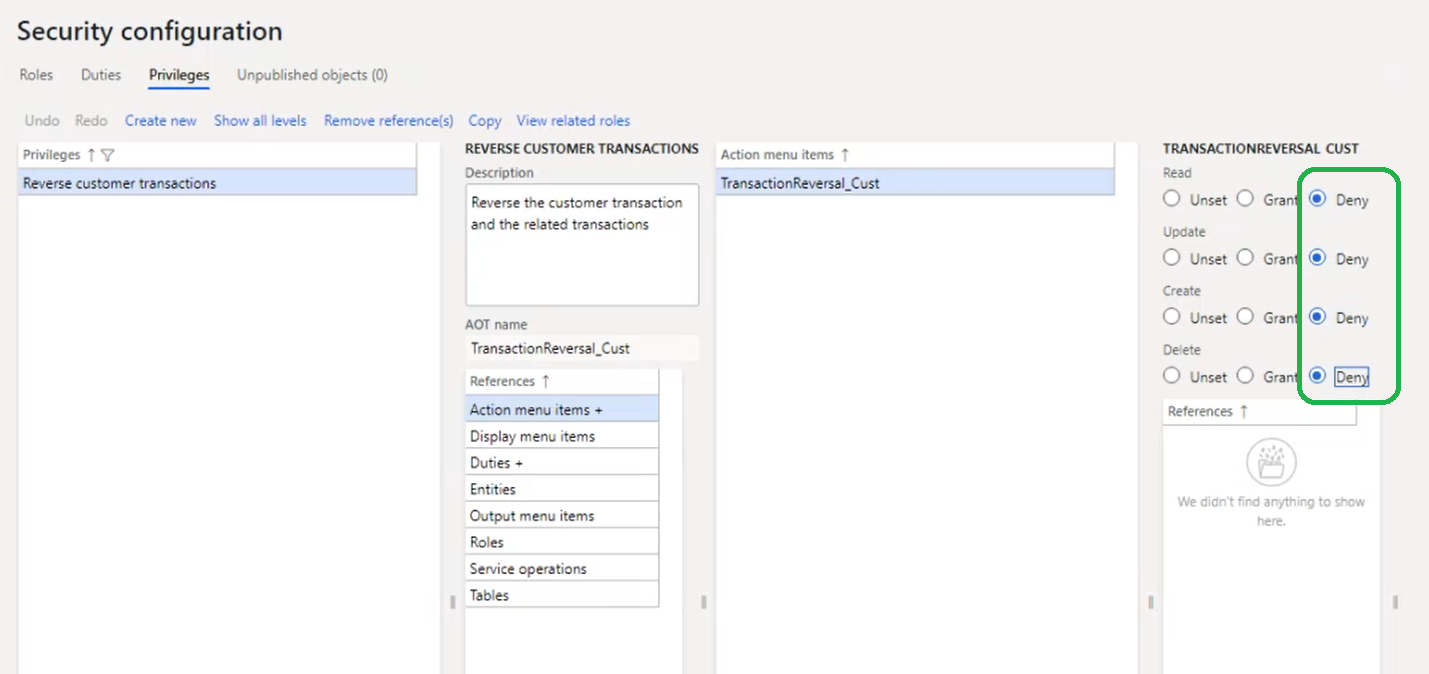 Security configuration
Roles Duties Privileges Unpublished objects (0)
Undo Redo Create new Show all levels Remove reference(s) Copy View related roles
Privileges ↑
Reverse customer transactions
REVERSE CUSTOMER TRANSACTIONS
Description
Reverse the customer transaction
and the related transactions
AOT name
TransactionReversal_Cust
References ↑
Action menu items +
Display menu items
Duties +
Entities
Output menu items
Roles
Service operations
Tables
Action menu items ↑
TransactionReversal_Cust
TRANSACTIONREVERSAL CUST
Read
Unset Grant Deny
Update
Unset Grant Deny
Create
Unset Grant Deny
Delete
Unset Grant Deny
References ↑
We didn't find anything to show
here.